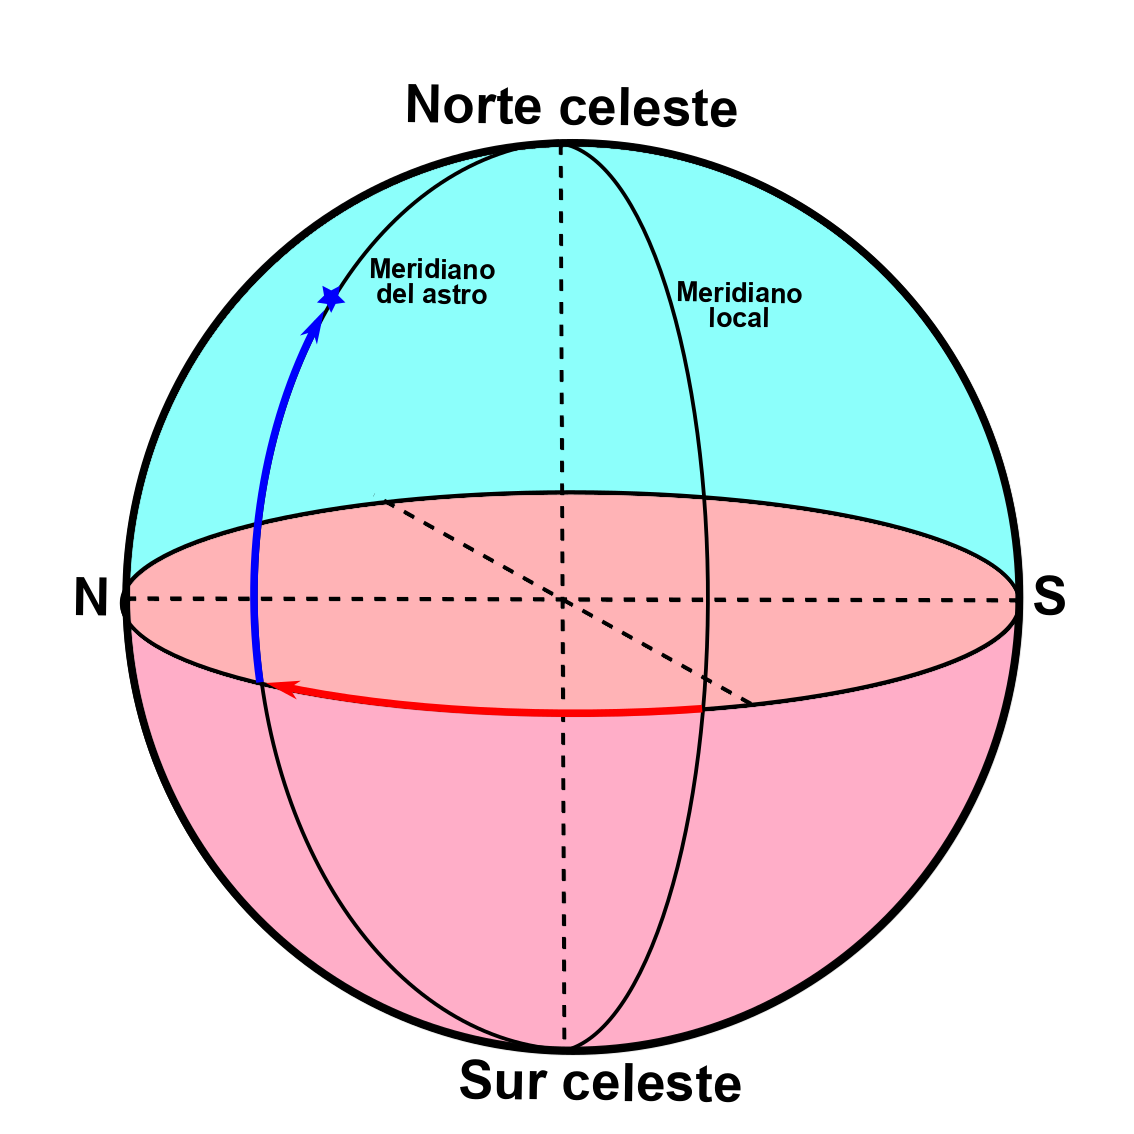 Norte celeste
Meridiano
del astro
Meridiano
local
N
S
Sur celeste